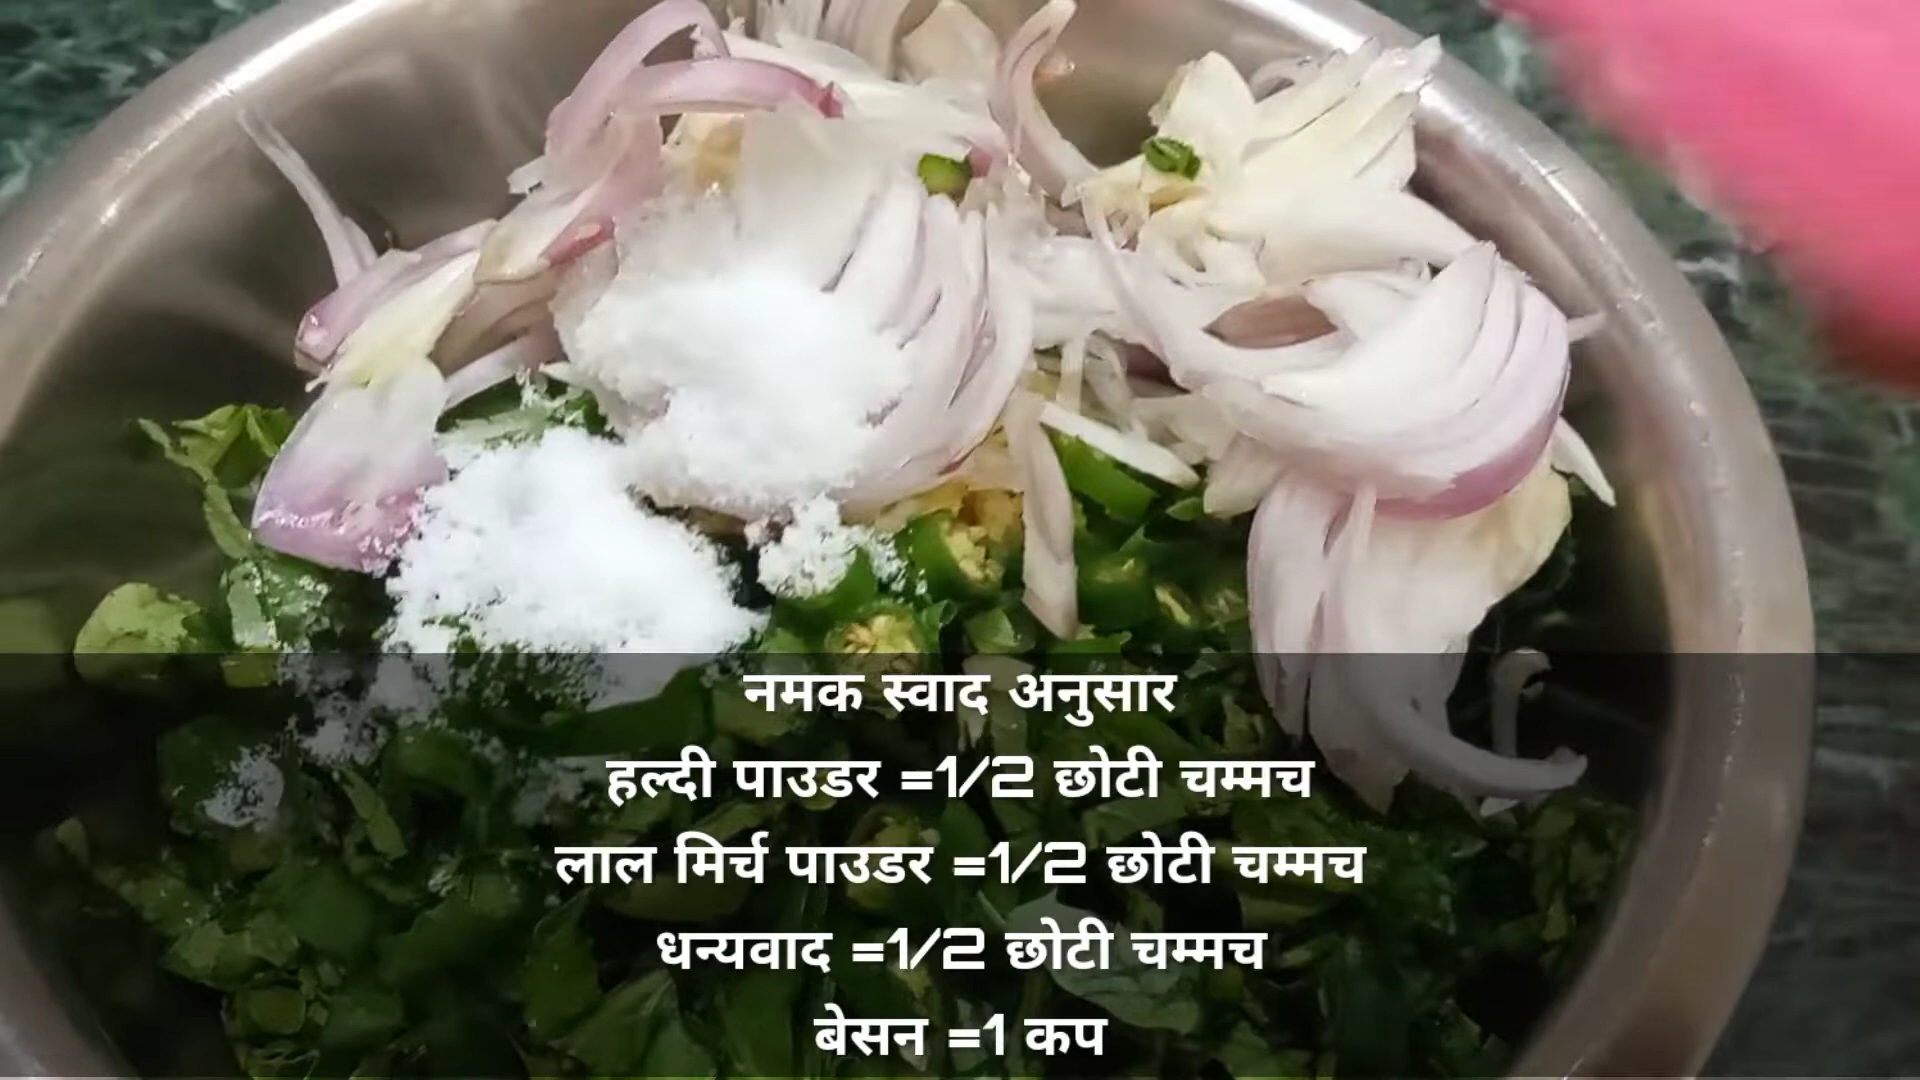 नमक स्वाद अनुसार
हल्दी पाउडर =1/2 छोटी चम्मच
लाल मिर्च पाउडर =1/2 छोटी चम्मच
धन्यवाद =1/2 छोटी चम्मच
बेसन =1 कप